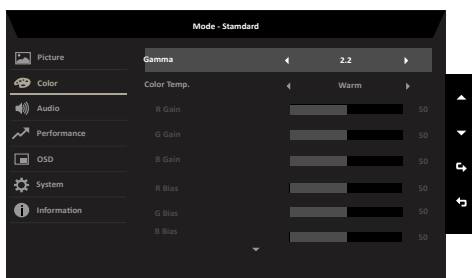 Mode - Stamdard
Picture
Color
Audio
Performance
OSD
System
Information
Gamma 2.2
Color Temp. Warm
R Gain 50
G Gain 50
B Gain 50
R Bias 50
G Bias 50
B Bias 50